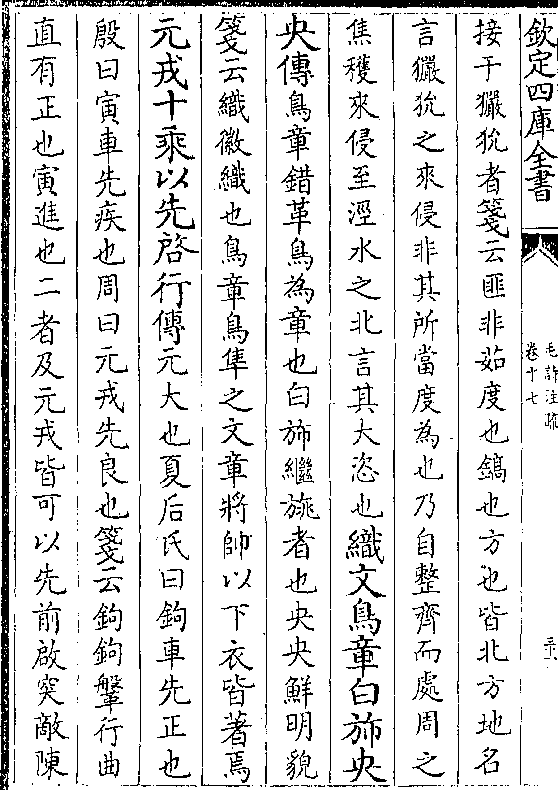 欽定四庫全書
毛詩注疏
卷十七
接于玁狁者箋云匪非茹度也鎬也方也皆北方地名
言玁狁之來侵非其所當度為也乃自整齊而處周之
焦穫來侵至涇水之北言其大恣也織文鳥章白斾央
央傳鳥章錯革鳥為章也白斾繼旐者也央央鮮明貌
箋云織徽織也鳥章鳥隼之文章將帥以下衣皆著焉
元戎十乘以先啓行傳元大也夏后氏曰鉤車先正也
殷曰寅車先疾也周曰元戎先良也箋云鉤鉤鞶行曲
直有正也寅進也二者及元戎皆可以先前啟突敵陳